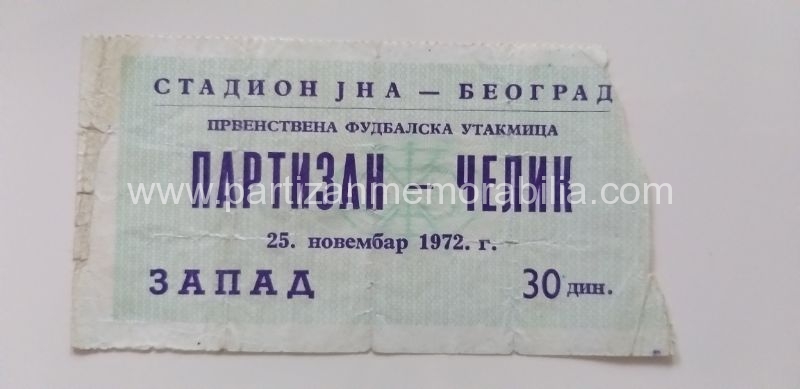 СТАДИОН ЈНА — БЕОГРАД
ПРВЕНСТВЕНА ФУДБАЛСКА УТАКМИЦА
ПАРТИЗАН - ЧЕЛИК
www.partizanmemorabilia.com
25. новембар 1972. г.
ЗАПАД 30 дин.